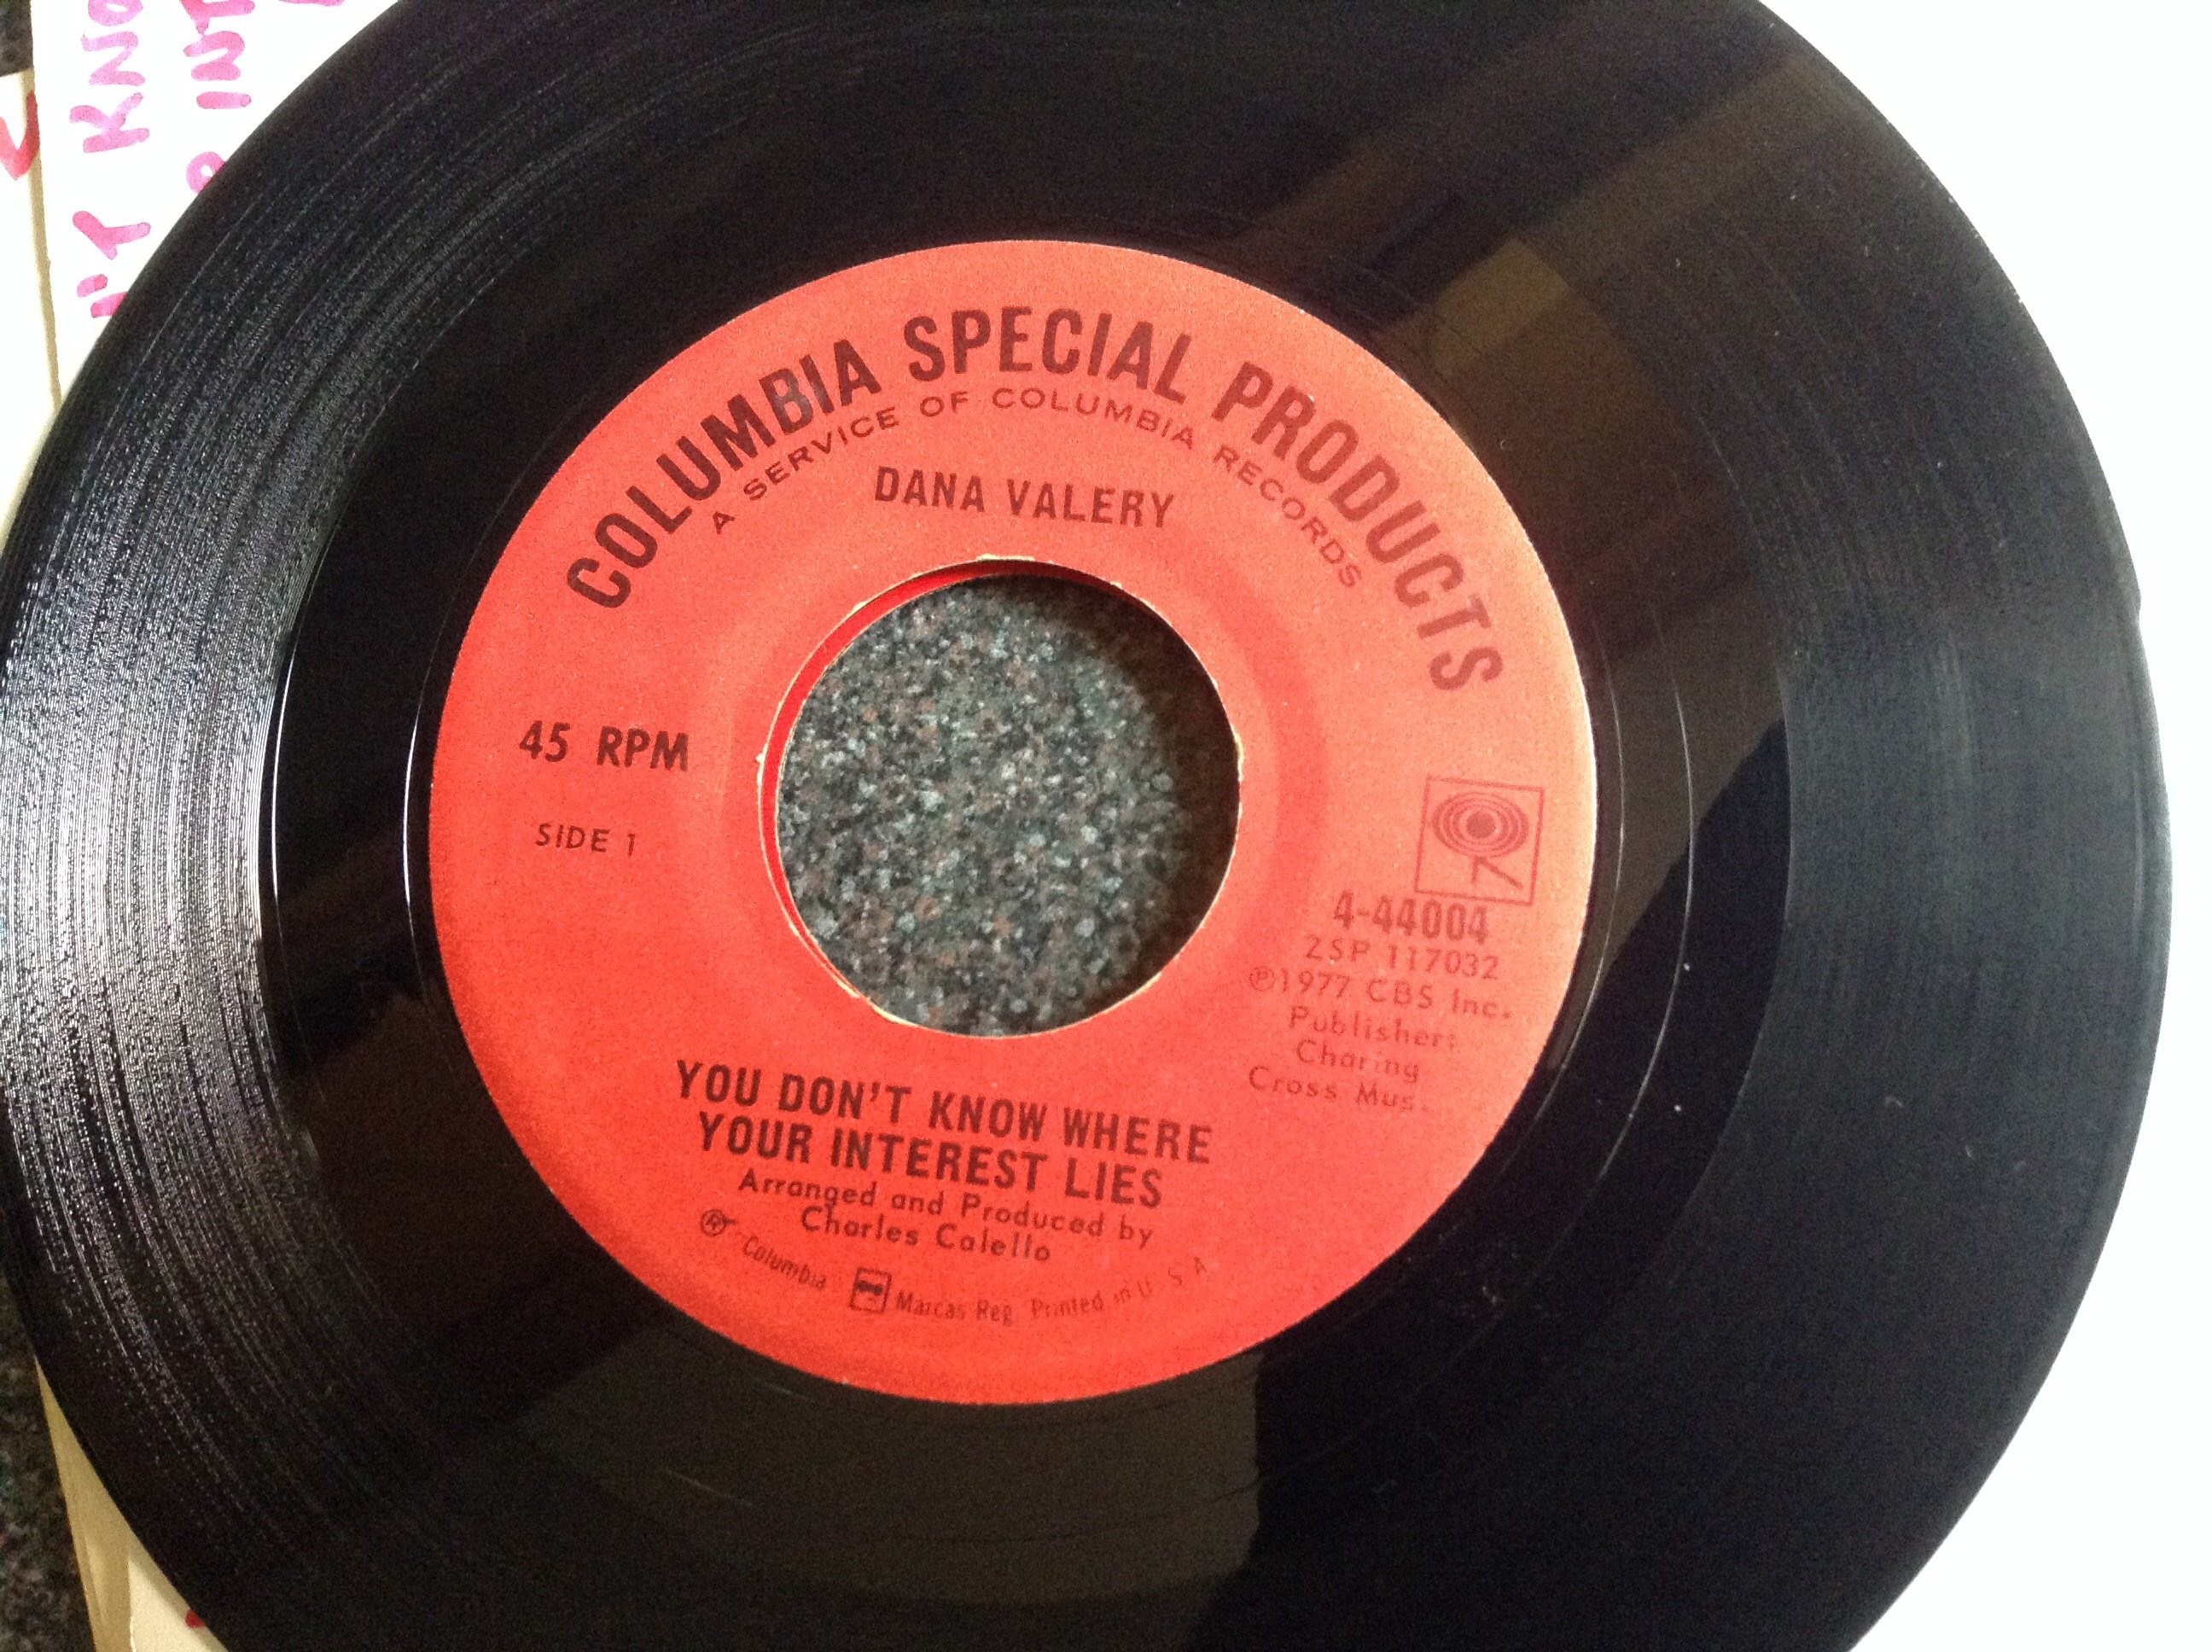 COLUMBIA SPECIAL PRODUCTS
A SERVICE OF COLUMBIA RECORDS
DANA VALERY
45 RPM
SIDE 1
4-44004
ZSP 117032
℗1977 CBS Inc.
Publisher:
Charing
Cross Mus.
YOU DON'T KNOW WHERE
YOUR INTEREST LIES
Arranged and Produced by
Charles Calello
® Columbia Marcas Reg Printed in U S A